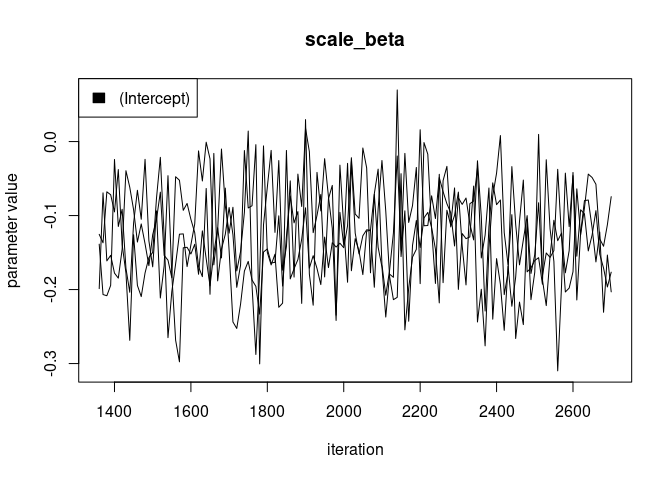 scale_beta
(Intercept)
0.0
-0.1
-0.2
-0.3
parameter value
1400 1600 1800 2000 2200 2400 2600
iteration